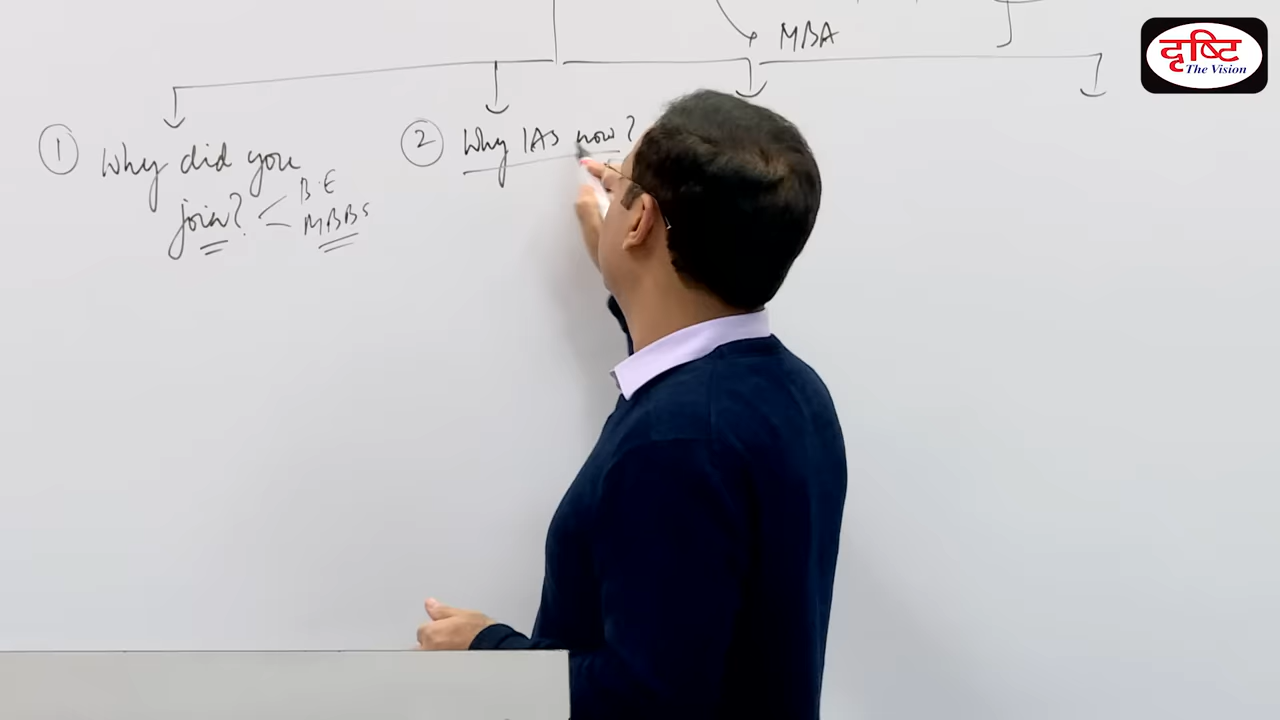 MBA
दृष्टि
The Vision
1 Why did you
join?
B.E
MBBS
2 Why IAS now?